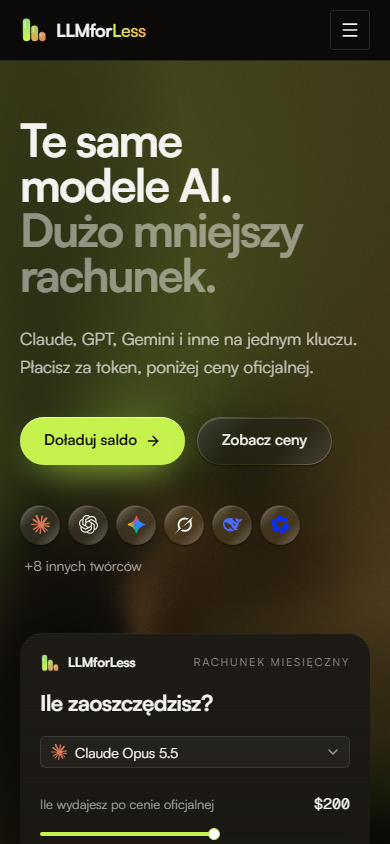 LLMforLess
Te same
modele AI.
Dużo mniejszy
rachunek.
Claude, GPT, Gemini i inne na jednym kluczu.
Płacisz za token, poniżej ceny oficjalnej.
Doładuj saldo →
Zobacz ceny
+8 innych twórców
LLMforLess
RACHUNEK MIESIĘCZNY
Ile zaoszczędzisz?
Claude Opus 5.5
Ile wydajesz po cenie oficjalnej
$200